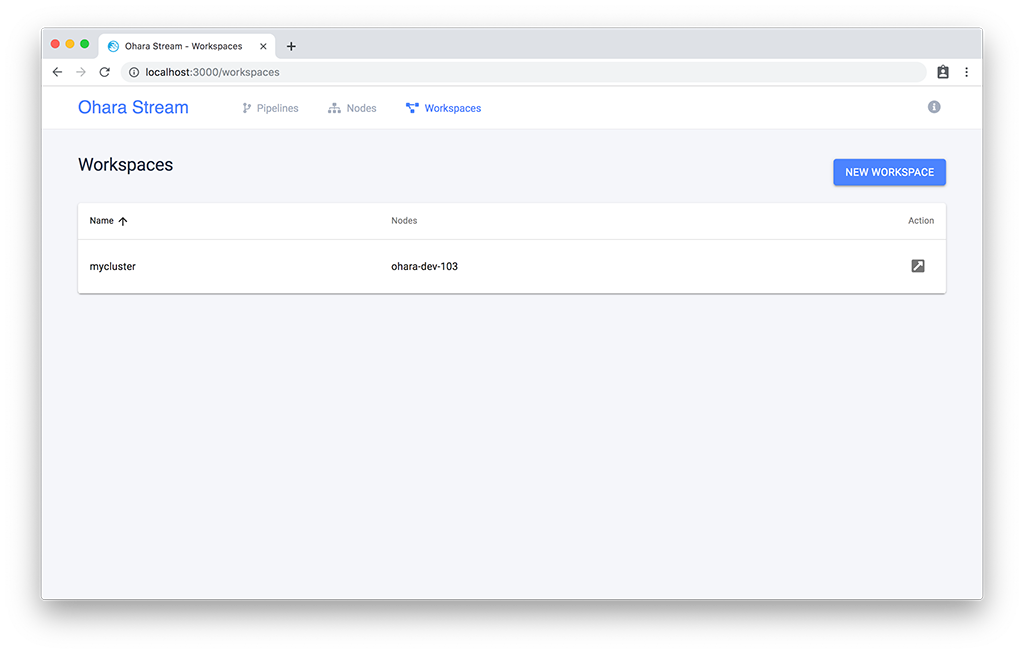 Ohara Stream - Workspaces
localhost:3000/workspaces
Ohara Stream Pipelines Nodes Workspaces
Workspaces
NEW WORKSPACE
Name Nodes Action
mycluster ohara-dev-103